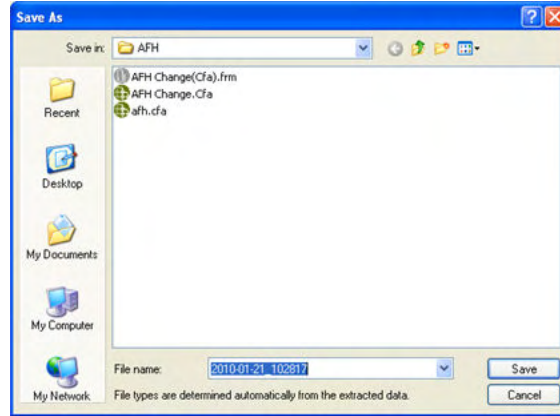 Save As
Save in: AFH
AFH Change(Cfa).frm
AFH Change.Cfa
afh.cfa
Recent
Desktop
My Documents
My Computer
My Network
File name: 2010-01-21_102817 Save
File types are determined automatically from the extracted data. Cancel